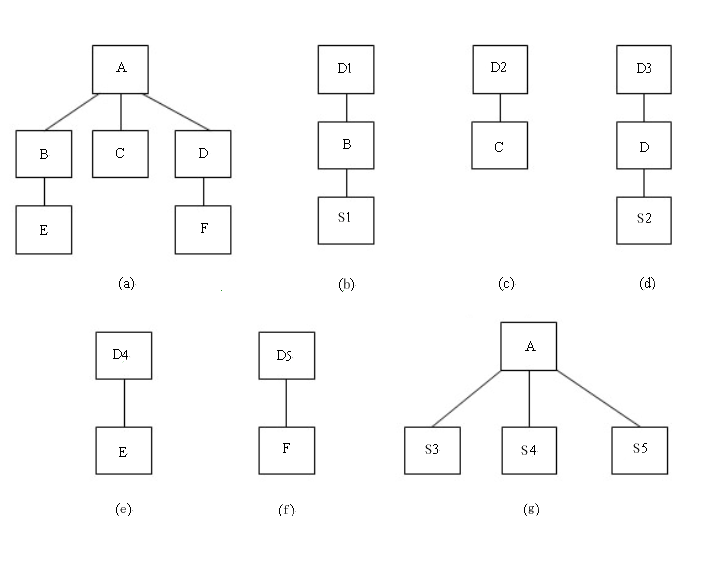 A
D1
D2
D3
B
C
D
B
C
D
E
F
S1
S2
(a)
(b)
(c)
(d)
D4
D5
A
E
F
S3
S4
S5
(e)
(f)
(g)